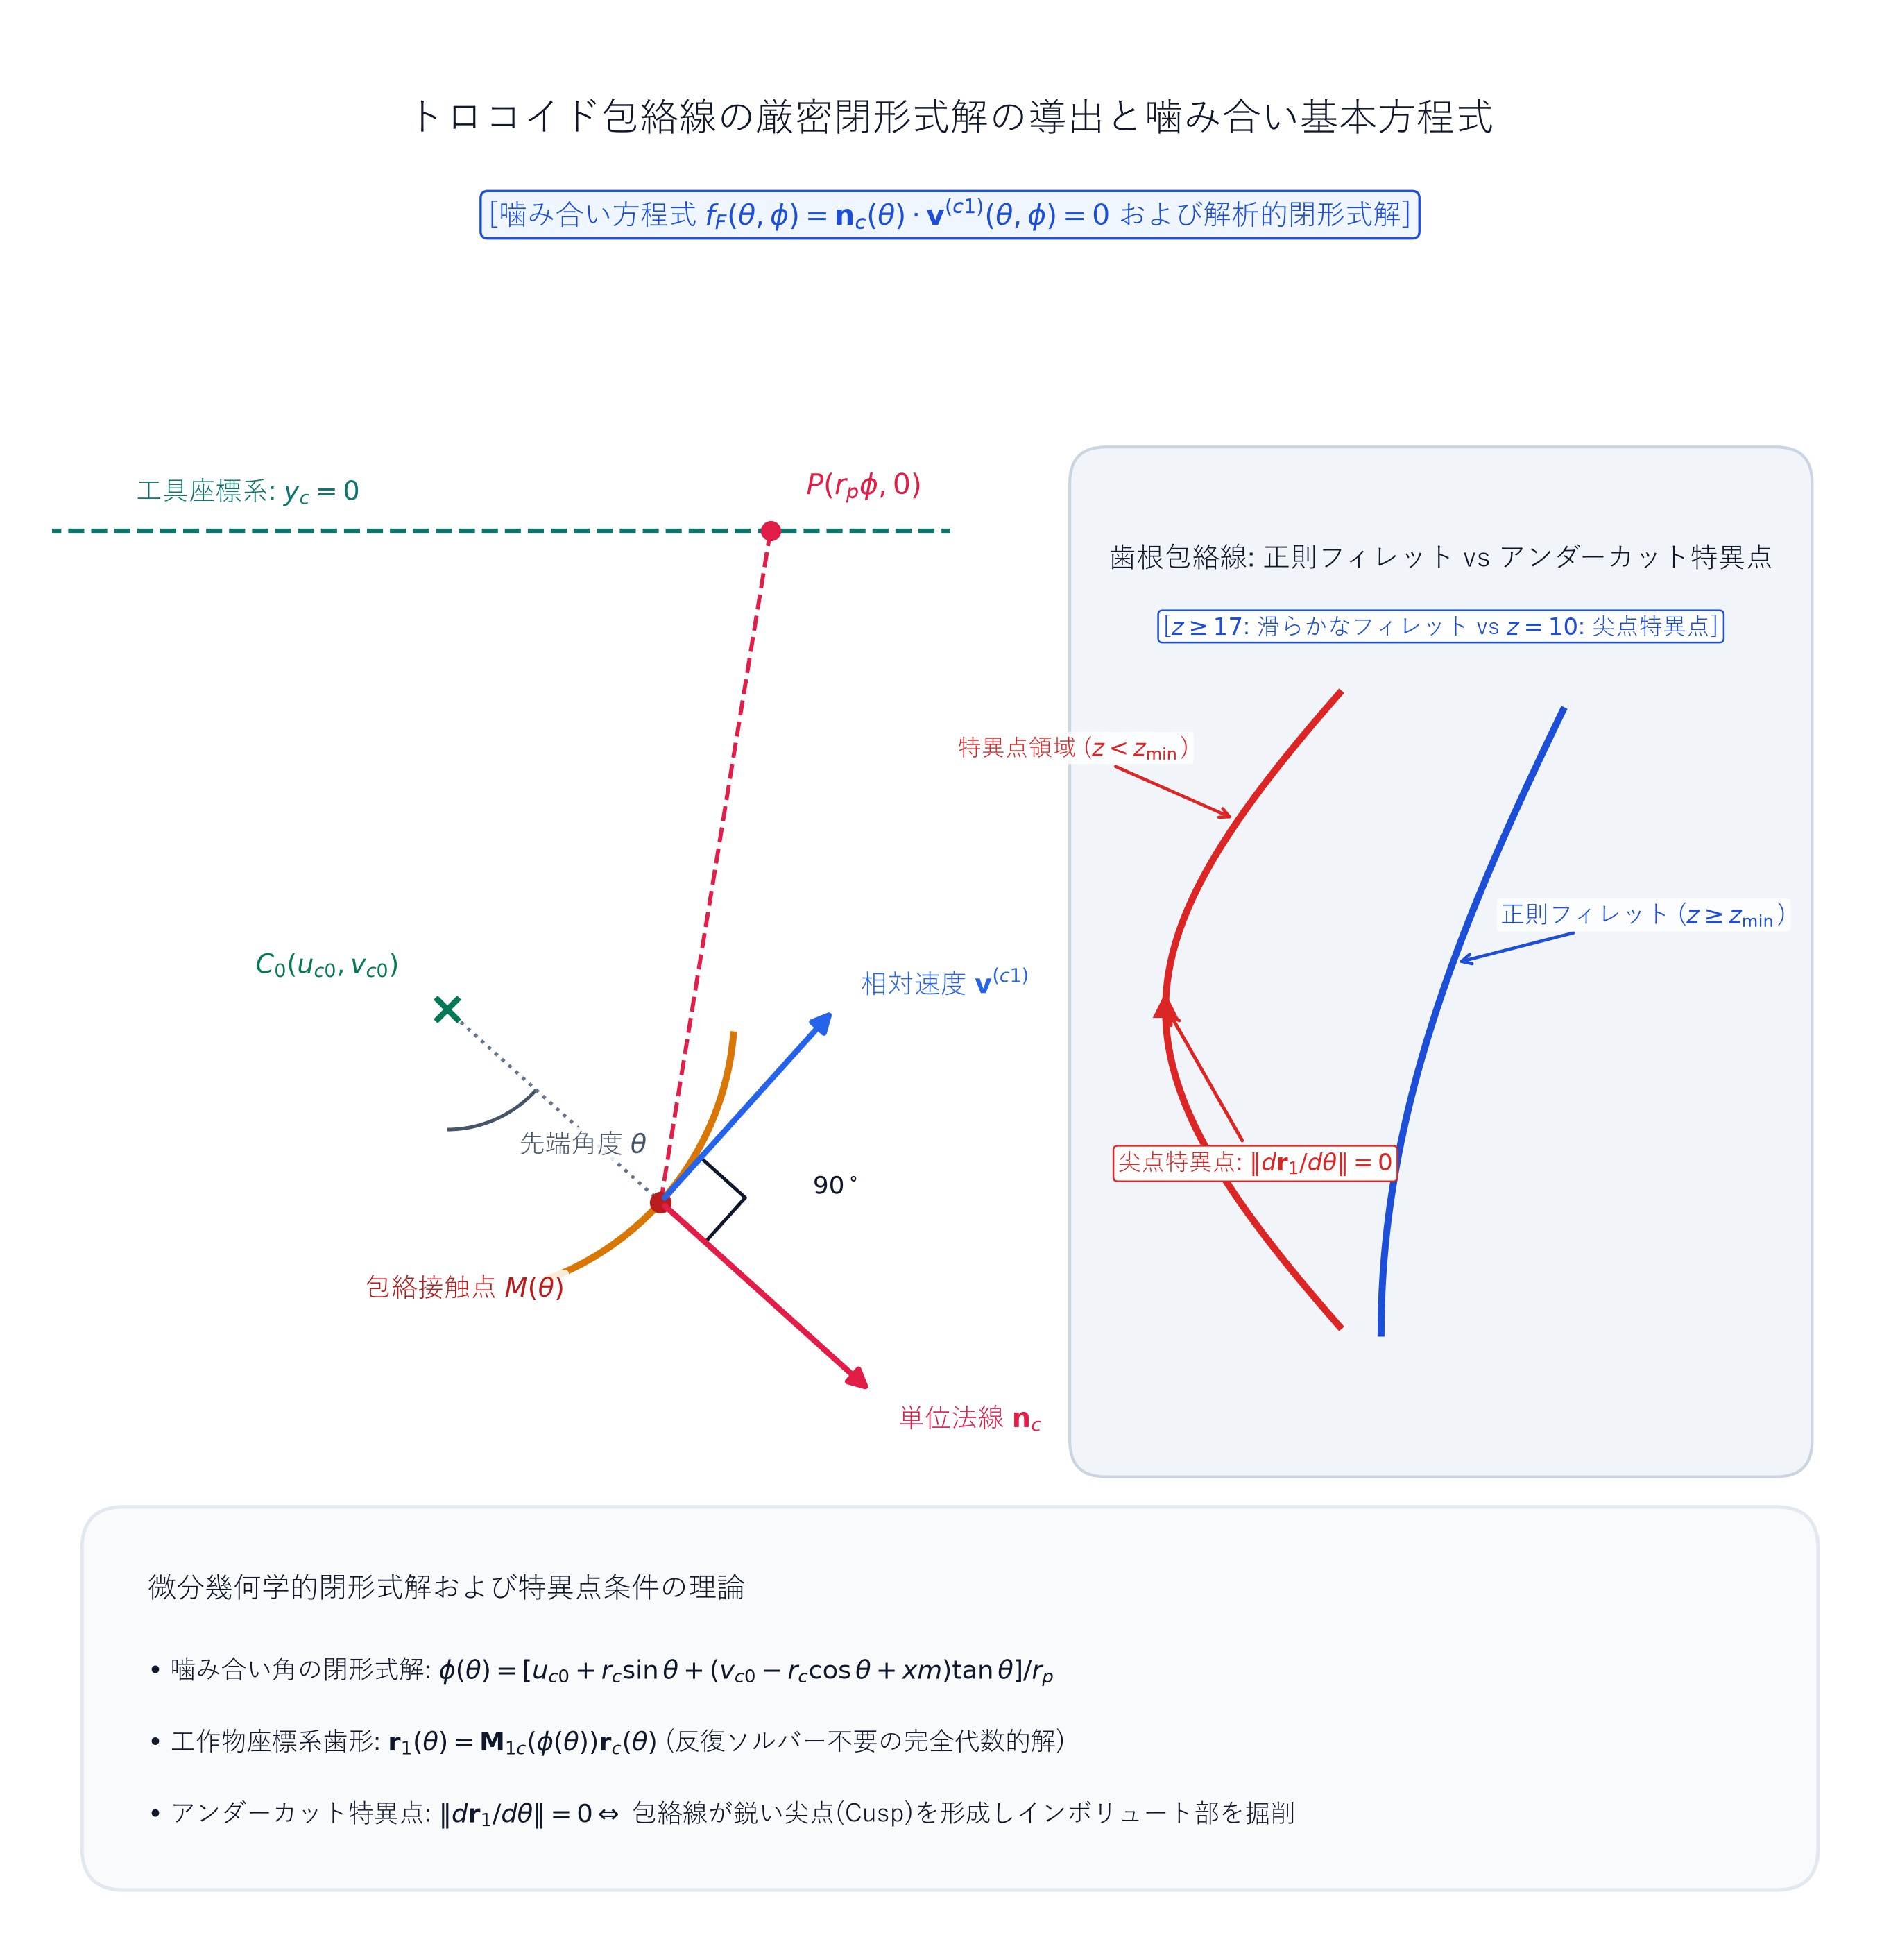 トロコイド包絡線の厳密閉形式解の導出と噛み合い基本方程式
[噛み合い方程式 f_F(θ, ϕ) = n_c(θ) · v^(c1)(θ, ϕ) = 0 および解析的閉形式解]
工具座標系: y_c = 0
P(r_pϕ, 0)
C_0(u_c0, v_c0)
相対速度 v^(c1)
先端角度 θ
90°
包絡接触点 M(θ)
単位法線 n_c
歯根包絡線: 正則フィレット vs アンダーカット特異点
[z ≥ 17: 滑らかなフィレット vs z = 10: 尖点特異点]
特異点領域 (z < z_min)
正則フィレット (z ≥ z_min)
尖点特異点: ‖dr_1/dθ‖ = 0
微分幾何学的閉形式解および特異点条件の理論
• 噛み合い角の閉形式解: ϕ(θ) = [u_c0 + r_c sin θ + (v_c0 − r_c cos θ + xm)tan θ]/r_p
• 工作物座標系歯形: r_1(θ) = M_1c(ϕ(θ))r_c(θ) (反復ソルバー不要の完全代数的解)
• アンダーカット特異点: ‖dr_1/dθ‖ = 0 ⇔ 包絡線が鋭い尖点(Cusp)を形成しインボリュート部を掘削